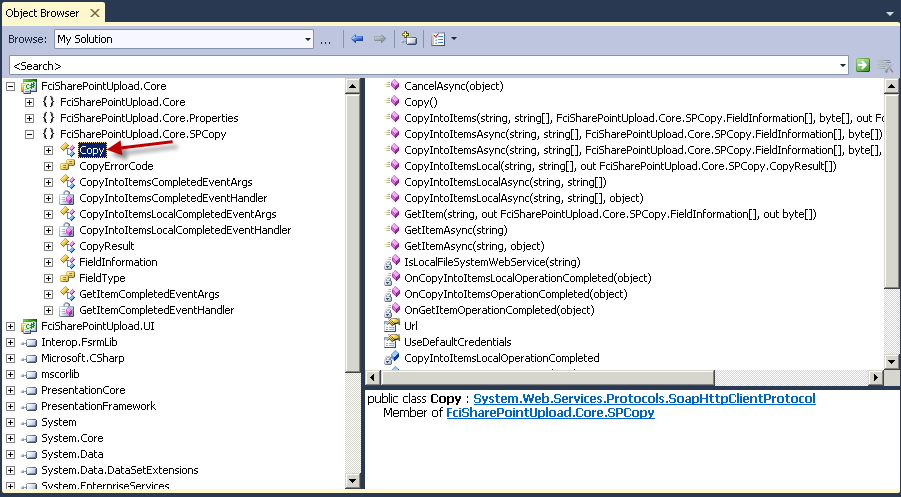 Object Browser
Browse: My Solution ...
<Search>
FciSharePointUpload.Core
{} FciSharePointUpload.Core
{} FciSharePointUpload.Core.Properties
{} FciSharePointUpload.Core.SPCopy
Copy
CopyErrorCode
CopyIntoItemsCompletedEventArgs
CopyIntoItemsCompletedEventHandler
CopyIntoItemsLocalCompletedEventArgs
CopyIntoItemsLocalCompletedEventHandler
CopyResult
FieldInformation
FieldType
GetItemCompletedEventArgs
GetItemCompletedEventHandler
FciSharePointUpload.UI
Interop.FsrmLib
Microsoft.CSharp
mscorlib
PresentationCore
PresentationFramework
System
System.Core
System.Data
System.Data.DataSetExtensions
System.EnterpriseServices
CancelAsync(object)
Copy()
CopyIntoItems(string, string[], FciSharePointUpload.Core.SPCopy.FieldInformation[], byte[], out F
CopyIntoItemsAsync(string, string[], FciSharePointUpload.Core.SPCopy.FieldInformation[], byte[])
CopyIntoItemsAsync(string, string[], FciSharePointUpload.Core.SPCopy.FieldInformation[], byte[],
CopyIntoItemsLocal(string, string[], out FciSharePointUpload.Core.SPCopy.CopyResult[])
CopyIntoItemsLocalAsync(string, string[])
CopyIntoItemsLocalAsync(string, string[], object)
GetItem(string, out FciSharePointUpload.Core.SPCopy.FieldInformation[], out byte[])
GetItemAsync(string)
GetItemAsync(string, object)
IsLocalFileSystemWebService(string)
OnCopyIntoItemsLocalOperationCompleted(object)
OnCopyIntoItemsOperationCompleted(object)
OnGetItemOperationCompleted(object)
Url
UseDefaultCredentials
CopyIntoItemsLocalOperationCompleted
public class Copy : System.Web.Services.Protocols.SoapHttpClientProtocol
Member of FciSharePointUpload.Core.SPCopy